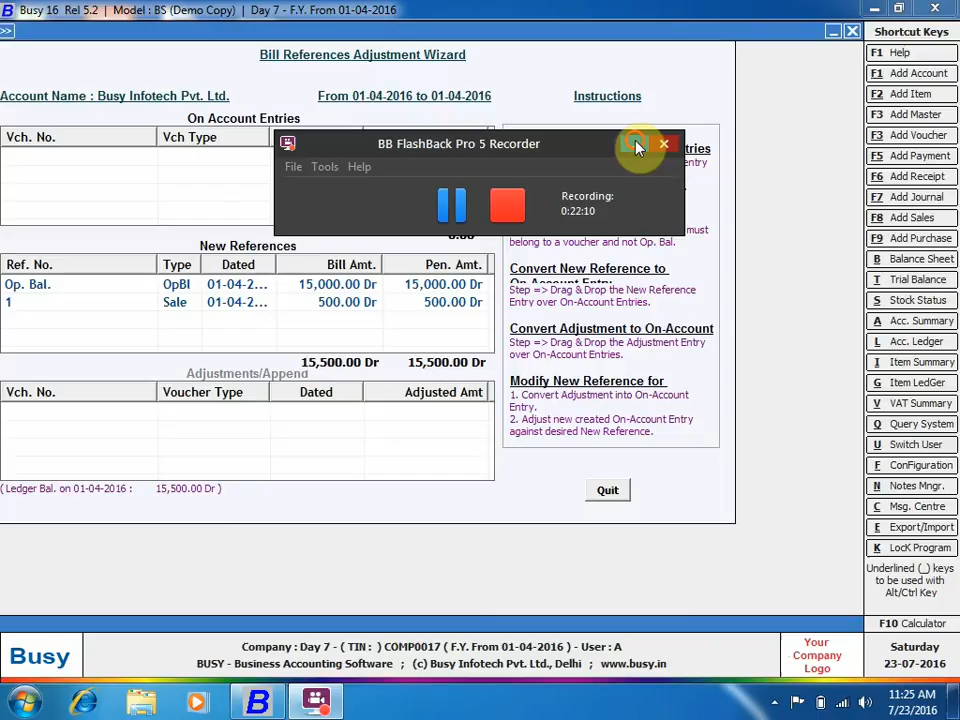 Busy 16 Rel 5.2 | Model : BS (Demo Copy) | Day 7 - F.Y. From 01-04-2016
>>
Bill References Adjustment Wizard
Account Name : Busy Infotech Pvt. Ltd. From 01-04-2016 to 01-04-2016 Instructions
On Account Entries
Vch. No. Vch Type
BB FlashBack Pro 5 Recorder
File Tools Help
Recording:
0:22:10
must
belong to a voucher and not Op. Bal.
New References
Ref. No. Type Dated Bill Amt. Pen. Amt.
Op. Bal. OpBl 01-04-2... 15,000.00 Dr 15,000.00 Dr
1 Sale 01-04-2... 500.00 Dr 500.00 Dr
15,500.00 Dr 15,500.00 Dr
Adjustments/Append
Vch. No. Voucher Type Dated Adjusted Amt
( Ledger Bal. on 01-04-2016 : 15,500.00 Dr )
Convert New Reference to
Step => Drag & Drop the New Reference
Entry over On-Account Entries.
Convert Adjustment to On-Account
Step => Drag & Drop the Adjustment Entry
over On-Account Entries.
Modify New Reference for
1. Convert Adjustment into On-Account
Entry.
2. Adjust new created On-Account Entry
against desired New Reference.
Quit
Shortcut Keys
F1 Help
F1 Add Account
F2 Add Item
F3 Add Master
F3 Add Voucher
F5 Add Payment
F6 Add Receipt
F7 Add Journal
F8 Add Sales
F9 Add Purchase
B Balance Sheet
T Trial Balance
S Stock Status
A Acc. Summary
L Acc. Ledger
I Item Summary
G Item LedGer
V VAT Summary
Q Query System
U Switch User
F Configuration
N Notes Mngr.
C Msg. Centre
E Export/Import
K LocK Program
Underlined (_) keys
to be used with
Alt/Ctrl Key
F10 Calculator
Busy
Company : Day 7 - ( TIN : ) COMP0017 ( F.Y. From 01-04-2016 ) - User : A
BUSY - Business Accounting Software ; (c) Busy Infotech Pvt. Ltd., Delhi ; www.busy.in
Your
Company
Logo
Saturday
23-07-2016
11:25 AM
7/23/2016